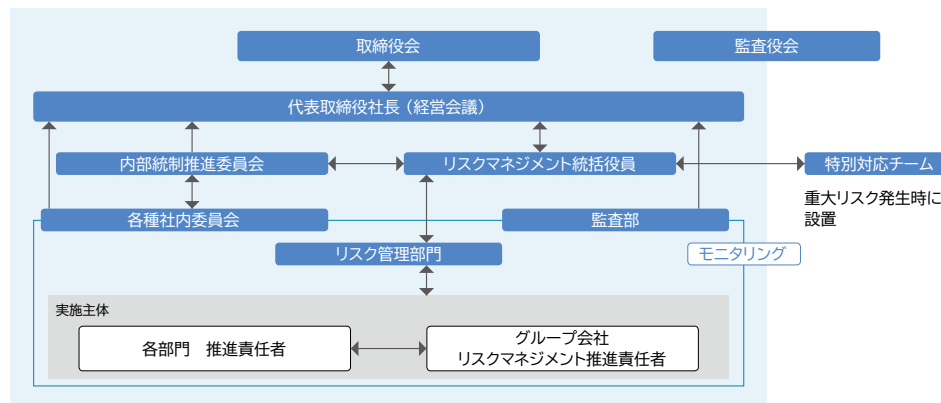 取締役会
監査役会
代表取締役社長（経営会議）
内部統制推進委員会
リスクマネジメント統括役員
特別対応チーム
重大リスク発生時に
設置
各種社内委員会
監査部
リスク管理部門
モニタリング
実施主体
各部門　推進責任者
グループ会社
リスクマネジメント推進責任者